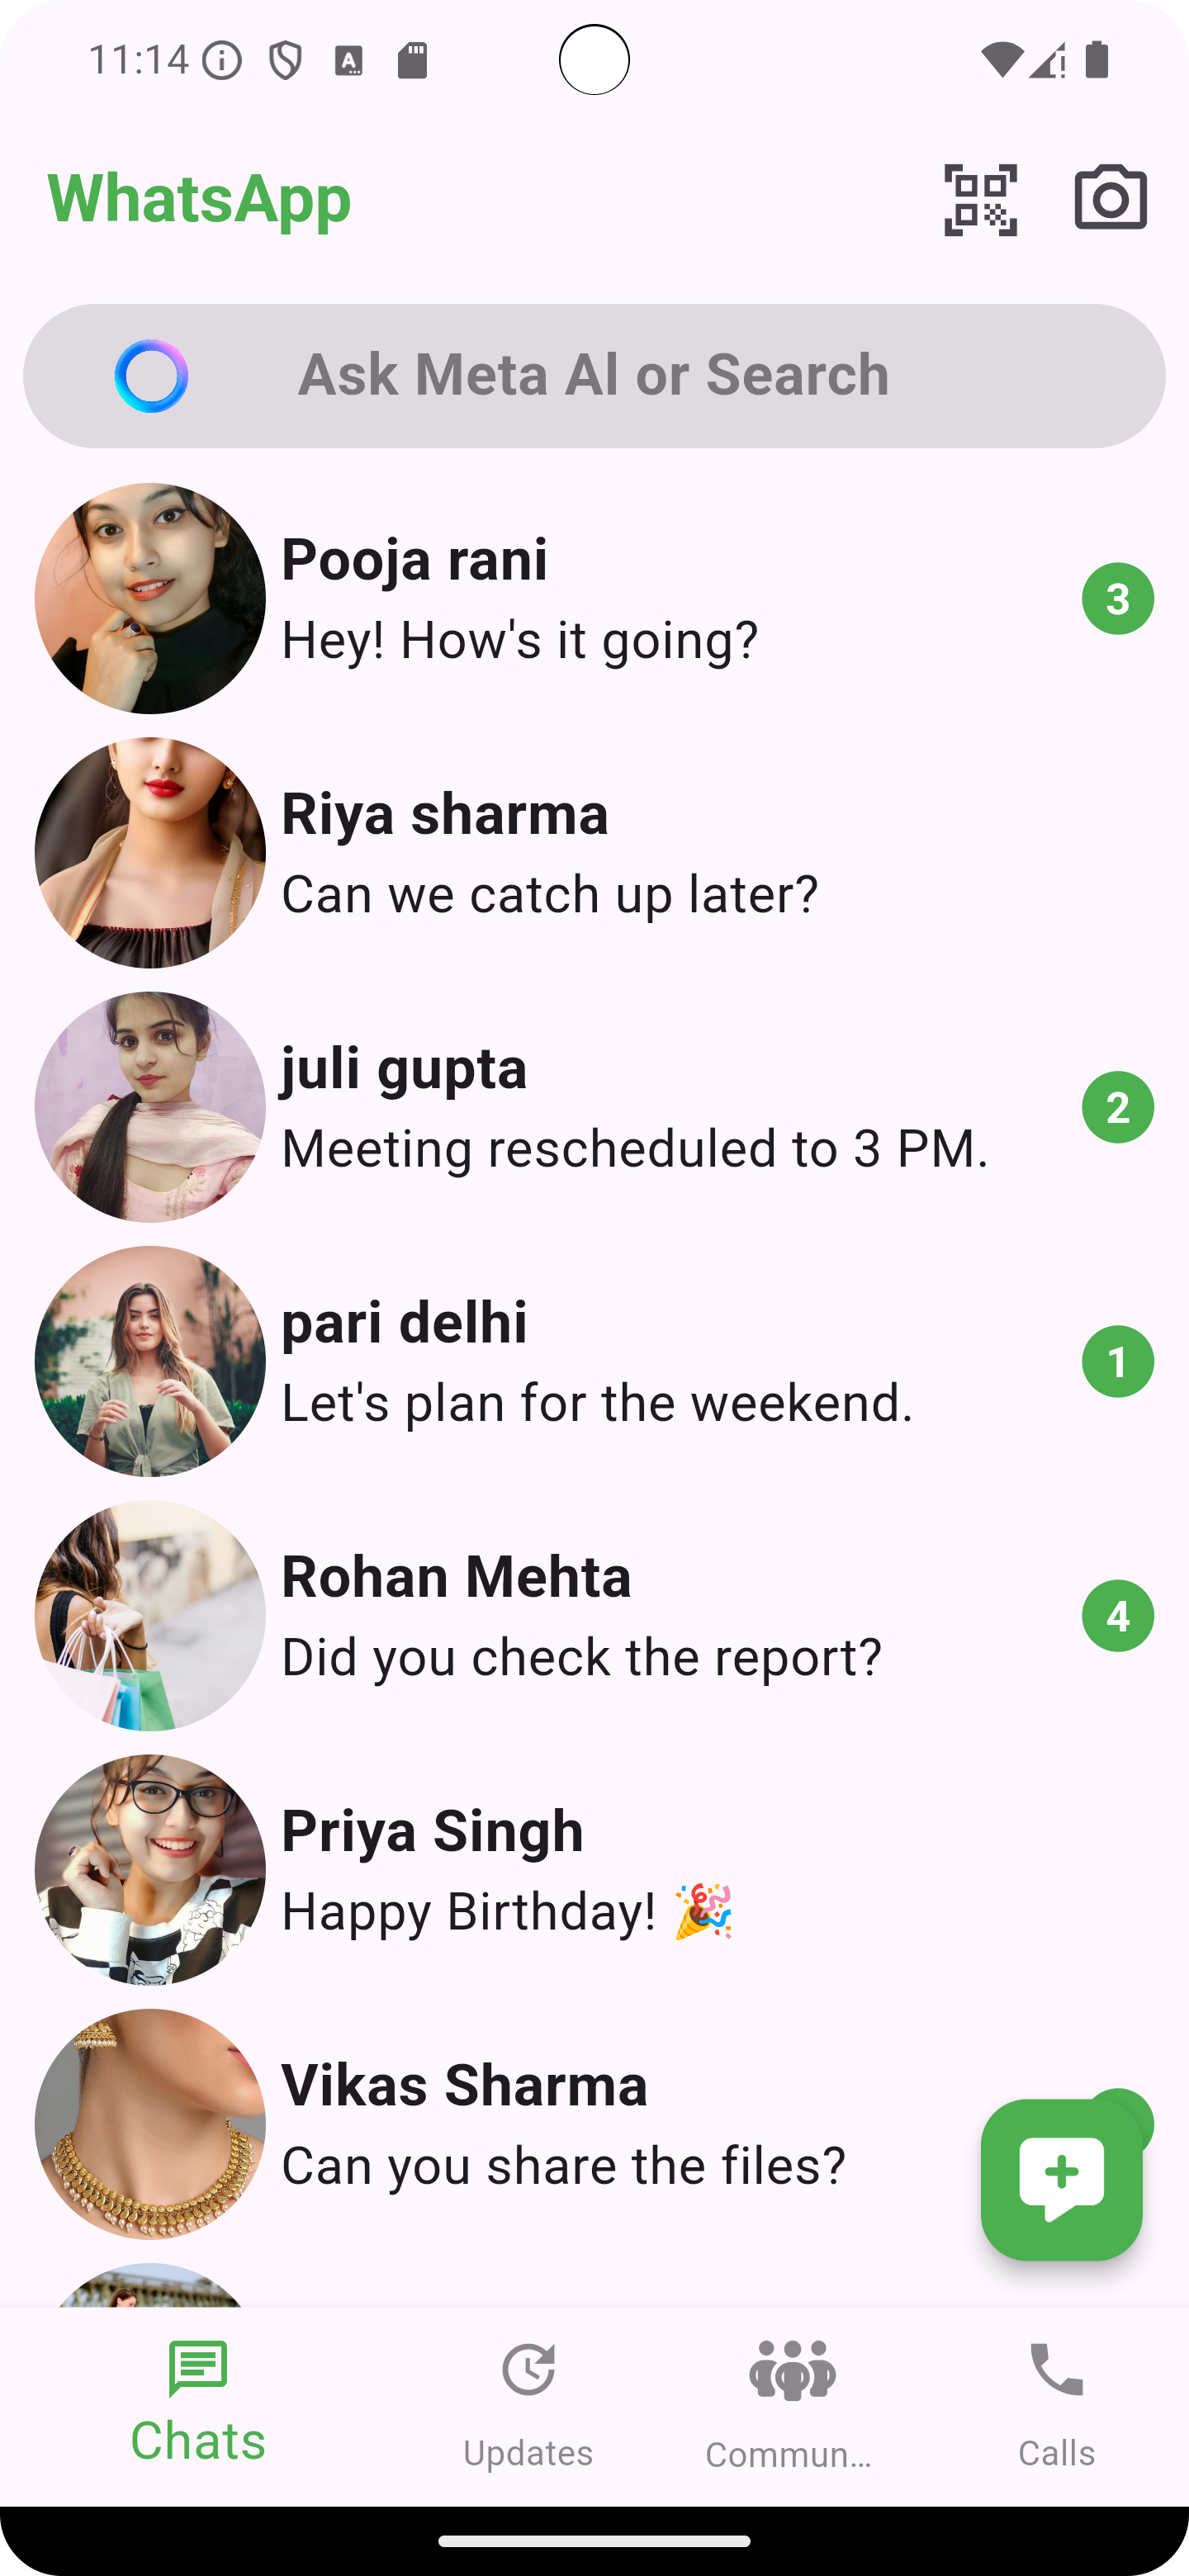 11:14
WhatsApp
Ask Meta AI or Search
Pooja rani
Hey! How's it going?
3
Riya sharma
Can we catch up later?
juli gupta
Meeting rescheduled to 3 PM.
2
pari delhi
Let's plan for the weekend.
1
Rohan Mehta
Did you check the report?
4
Priya Singh
Happy Birthday! 🎉
Vikas Sharma
Can you share the files?
Chats
Updates
Commun...
Calls